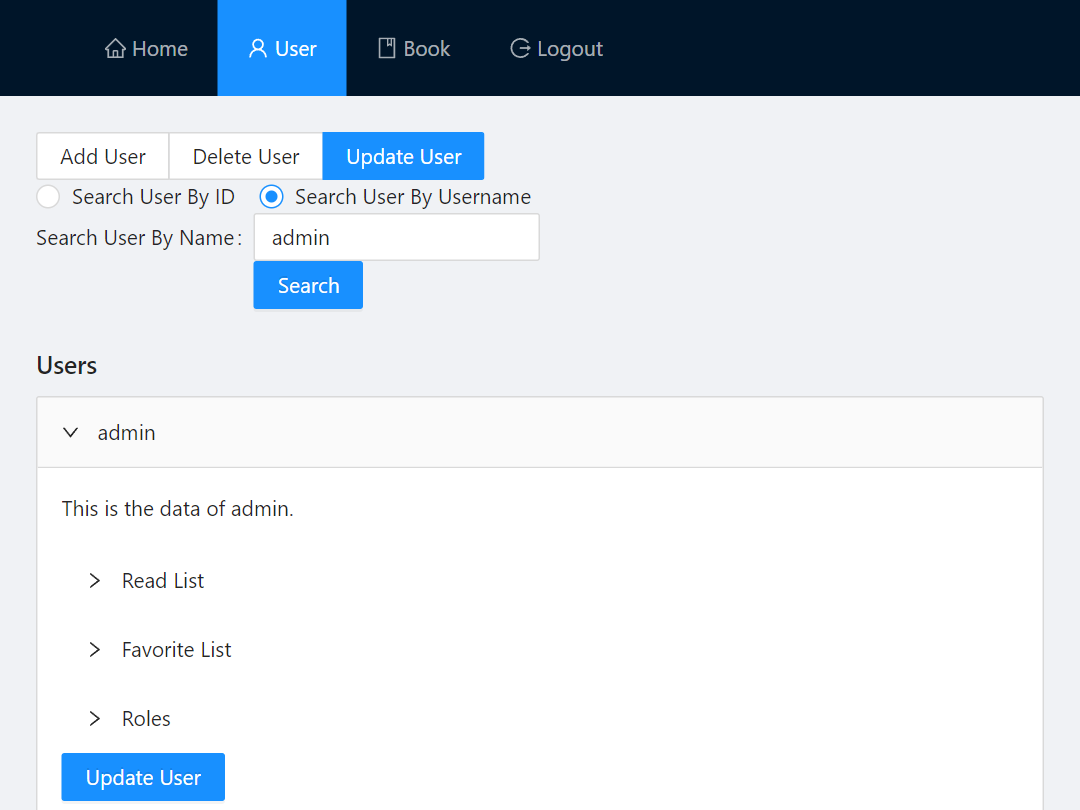 Home User Book Logout
Add User Delete User Update User
Search User By ID Search User By Username
Search User By Name: admin
Search
Users
admin
This is the data of admin.
Read List
Favorite List
Roles
Update User